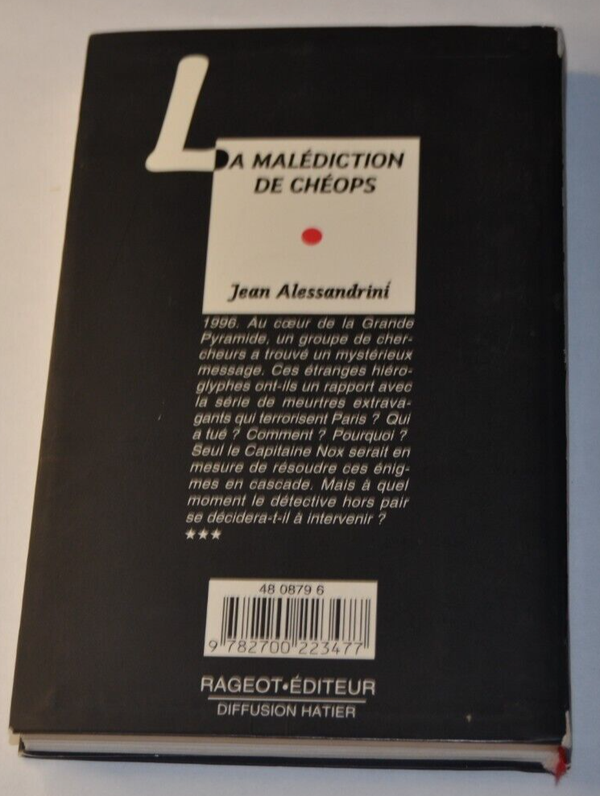 LA MALÉDICTION
DE CHÉOPS
Jean Alessandrini
1996. Au cœur de la Grande
Pyramide, un groupe de cher-
cheurs a trouvé un mystérieux
message. Ces étranges hiéro-
glyphes ont-ils un rapport avec
la série de meurtres extrava-
gants qui terrorisent Paris ? Qui
a tué ? Comment ? Pourquoi ?
Seul le Capitaine Nox serait en
mesure de résoudre ces énig-
mes en cascade. Mais à quel
moment le détective hors pair
se décidera-t-il à intervenir ?
★★★
48 0879 6
9 782700 223477
RAGEOT•ÉDITEUR
DIFFUSION HATIER